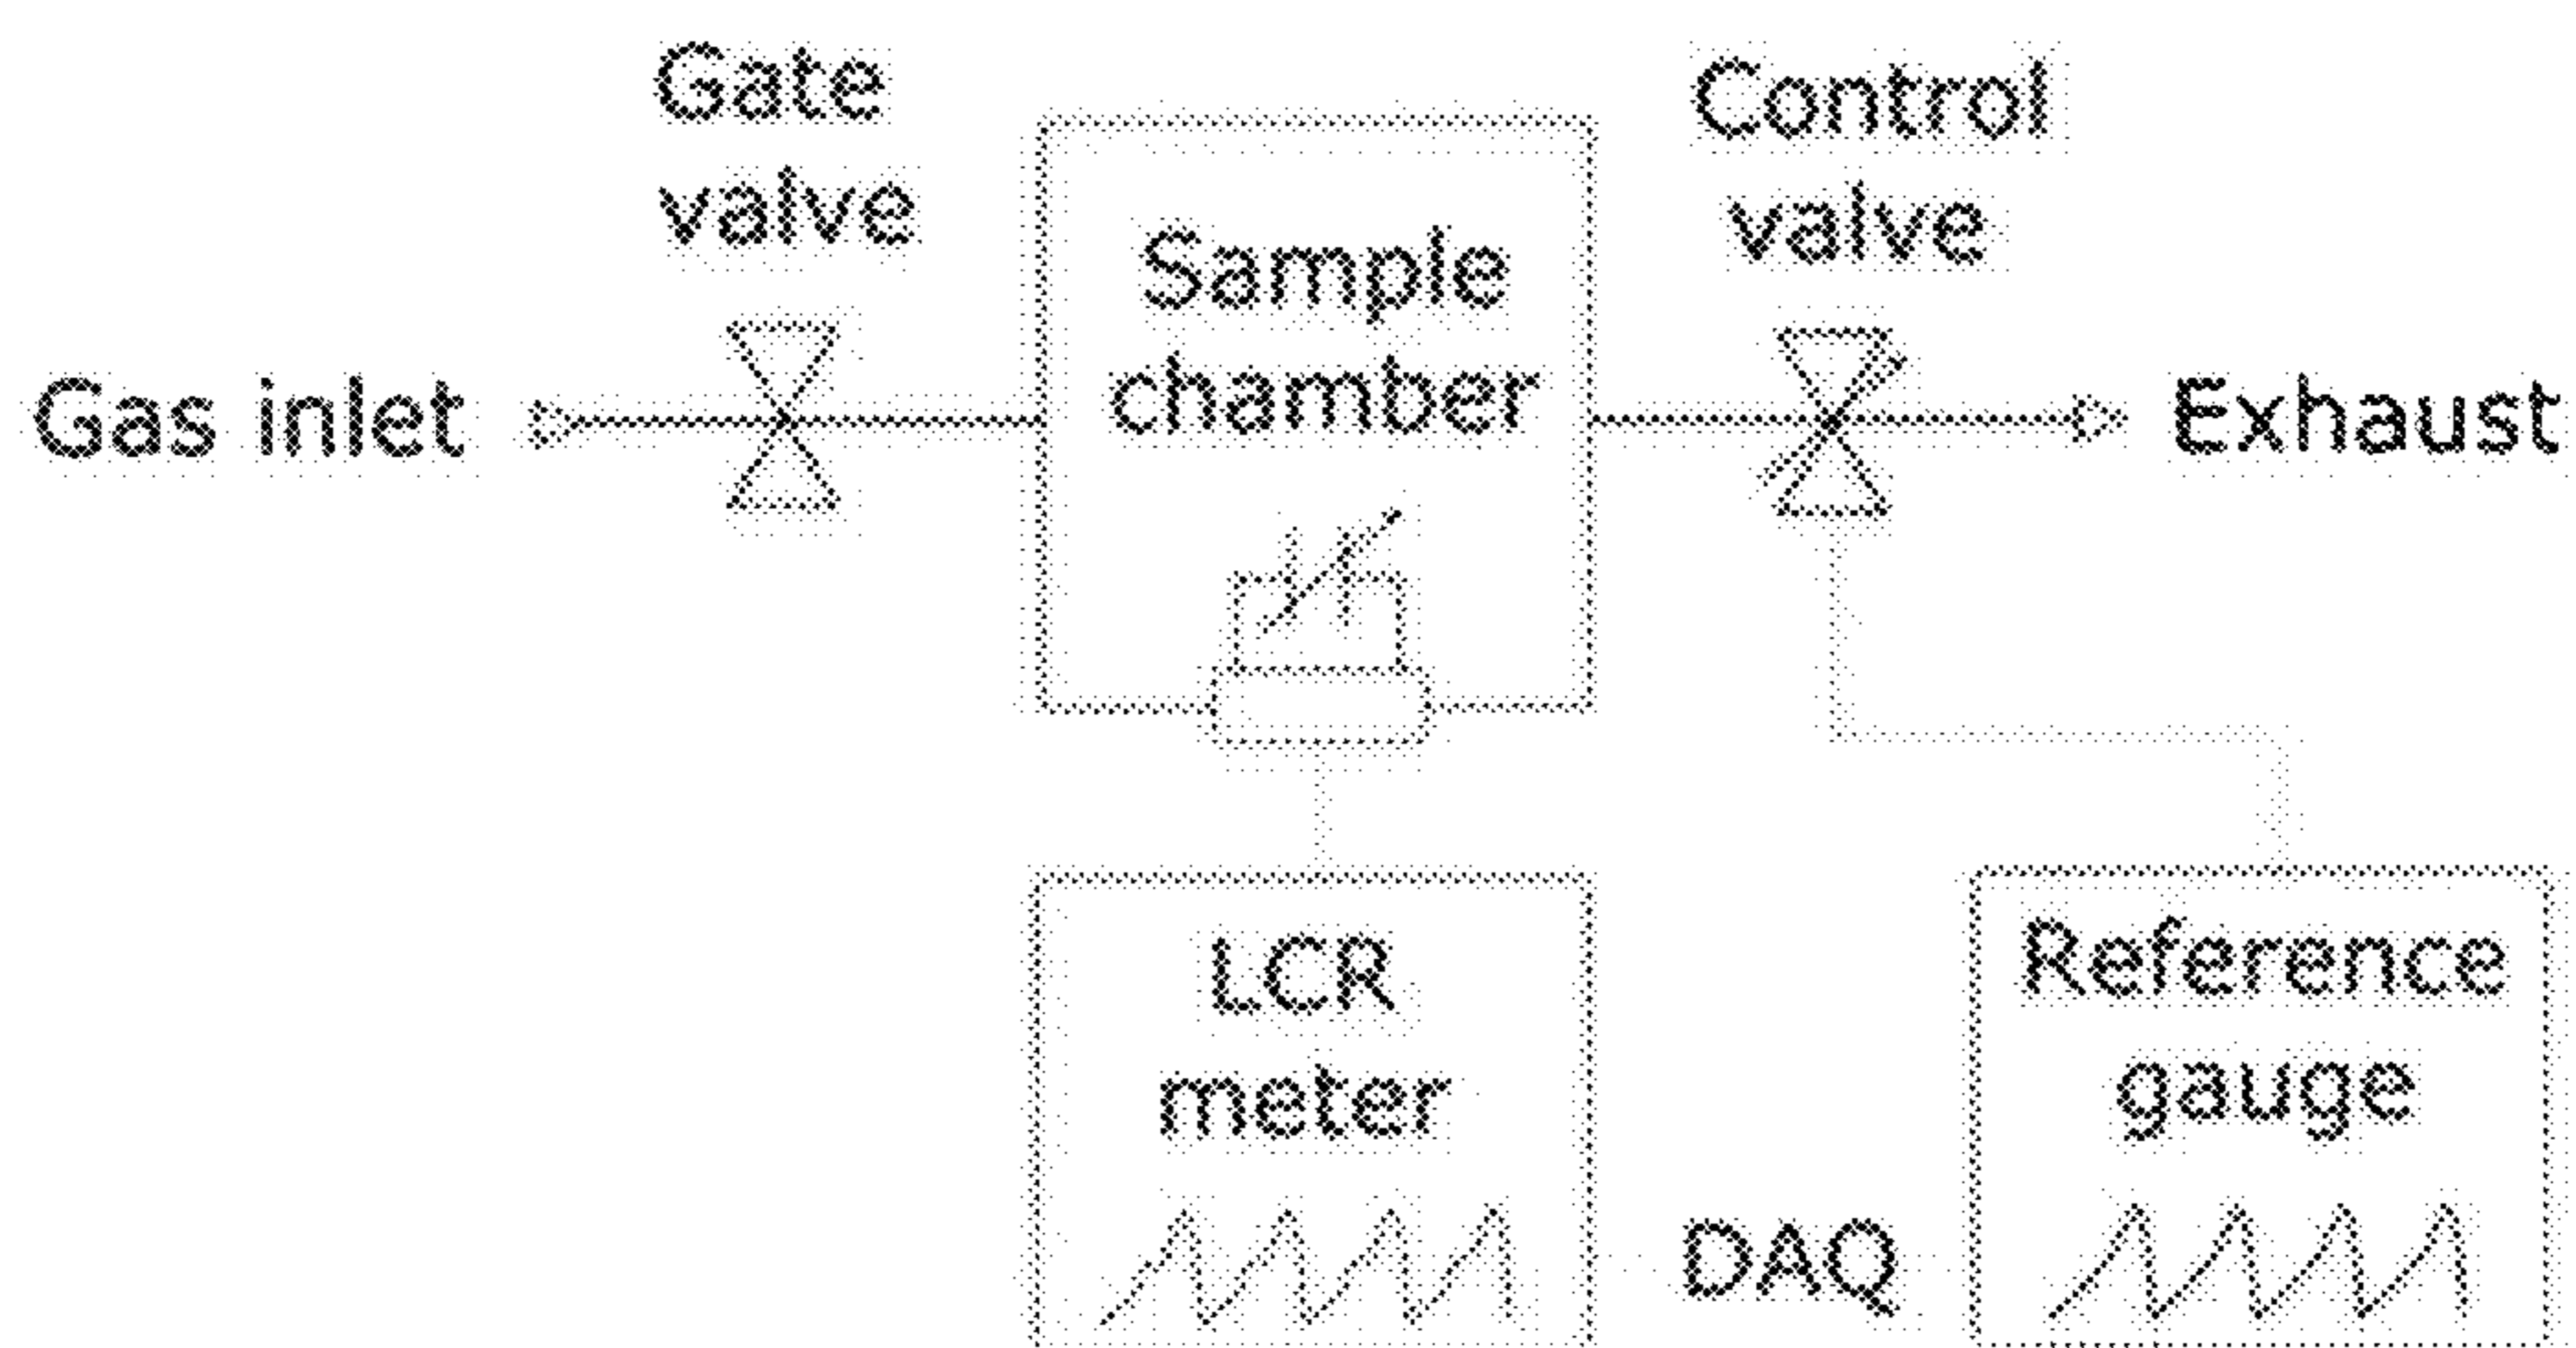 Gate
valve
Control
valve
Sample
chamber
Gas inlet
Exhaust
LCR
meter
Reference
gauge
DAQ